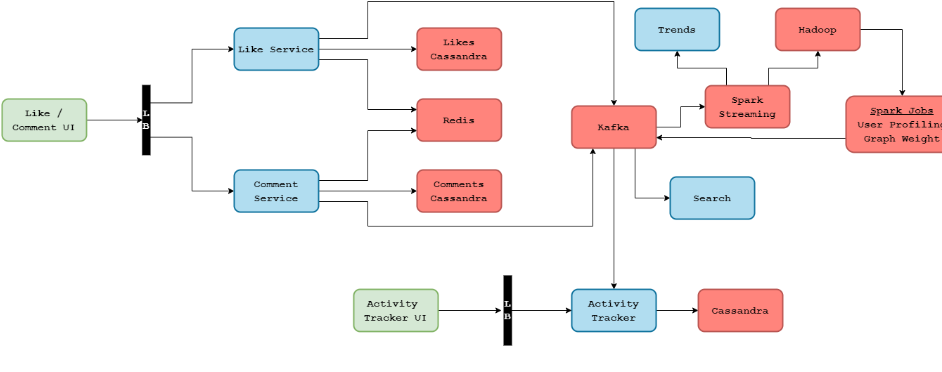 Like /
Comment UI
L
B
Like Service
Comment
Service
Likes
Cassandra
Redis
Comments
Cassandra
Kafka
Trends
Hadoop
Spark
Streaming
Spark Jobs
User Profiling
Graph Weight
Search
Activity
Tracker UI
L
B
Activity
Tracker
Cassandra